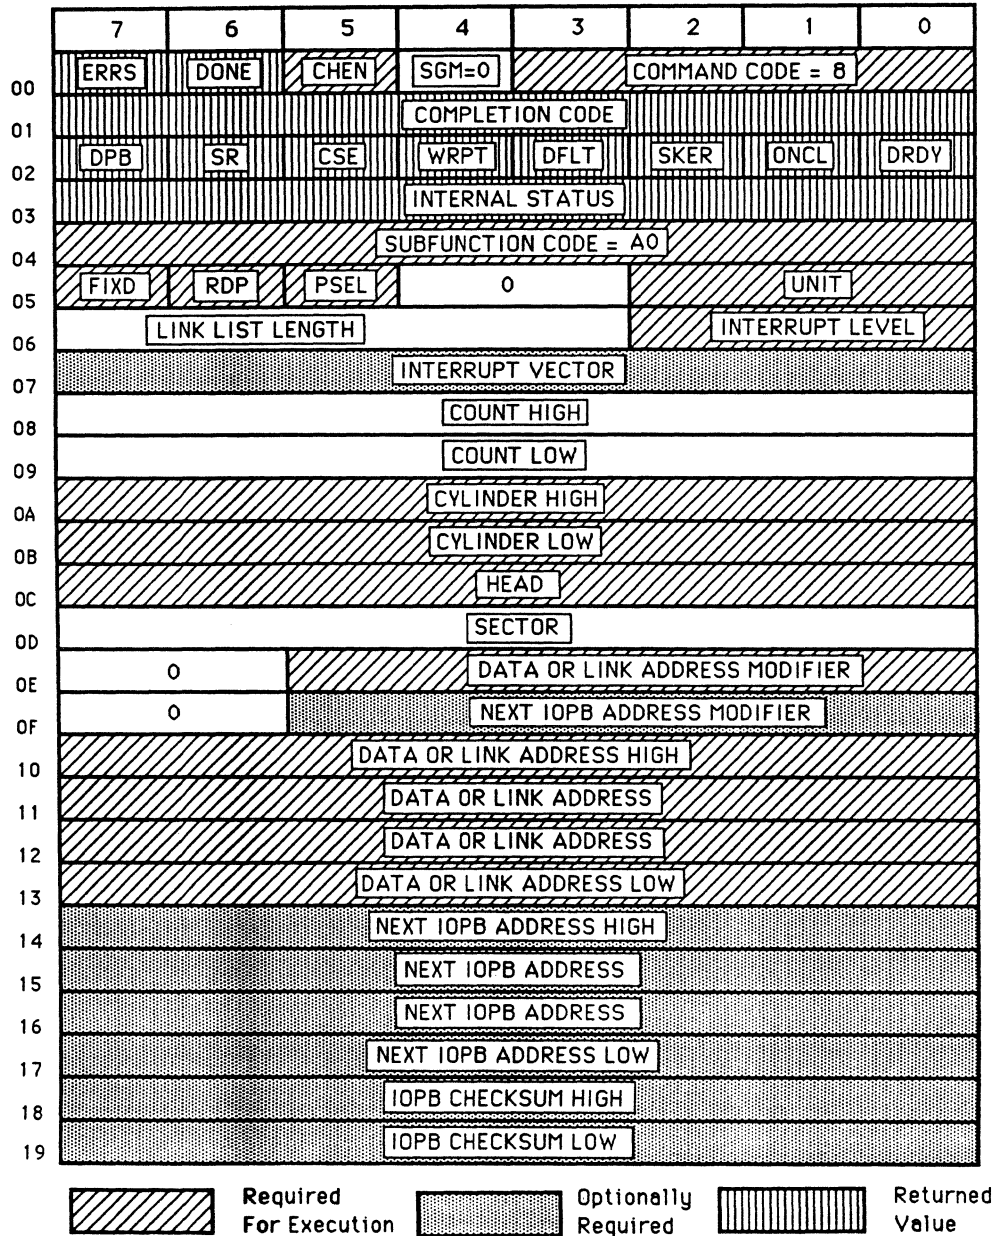 7 6 5 4 3 2 1 0
00 ERRS DONE CHEN SGM=0 COMMAND CODE = 8
01 COMPLETION CODE
02 DPB SR CSE WRPT DFLT SKER ONCL DRDY
03 INTERNAL STATUS
04 SUBFUNCTION CODE = A0
05 FIXD RDP PSEL 0 UNIT
06 LINK LIST LENGTH INTERRUPT LEVEL
07 INTERRUPT VECTOR
08 COUNT HIGH
09 COUNT LOW
0A CYLINDER HIGH
0B CYLINDER LOW
0C HEAD
0D SECTOR
0E 0 DATA OR LINK ADDRESS MODIFIER
0F 0 NEXT IOPB ADDRESS MODIFIER
10 DATA OR LINK ADDRESS HIGH
11 DATA OR LINK ADDRESS
12 DATA OR LINK ADDRESS
13 DATA OR LINK ADDRESS LOW
14 NEXT IOPB ADDRESS HIGH
15 NEXT IOPB ADDRESS
16 NEXT IOPB ADDRESS
17 NEXT IOPB ADDRESS LOW
18 IOPB CHECKSUM HIGH
19 IOPB CHECKSUM LOW
Required For Execution
Optionally Required
Returned Value